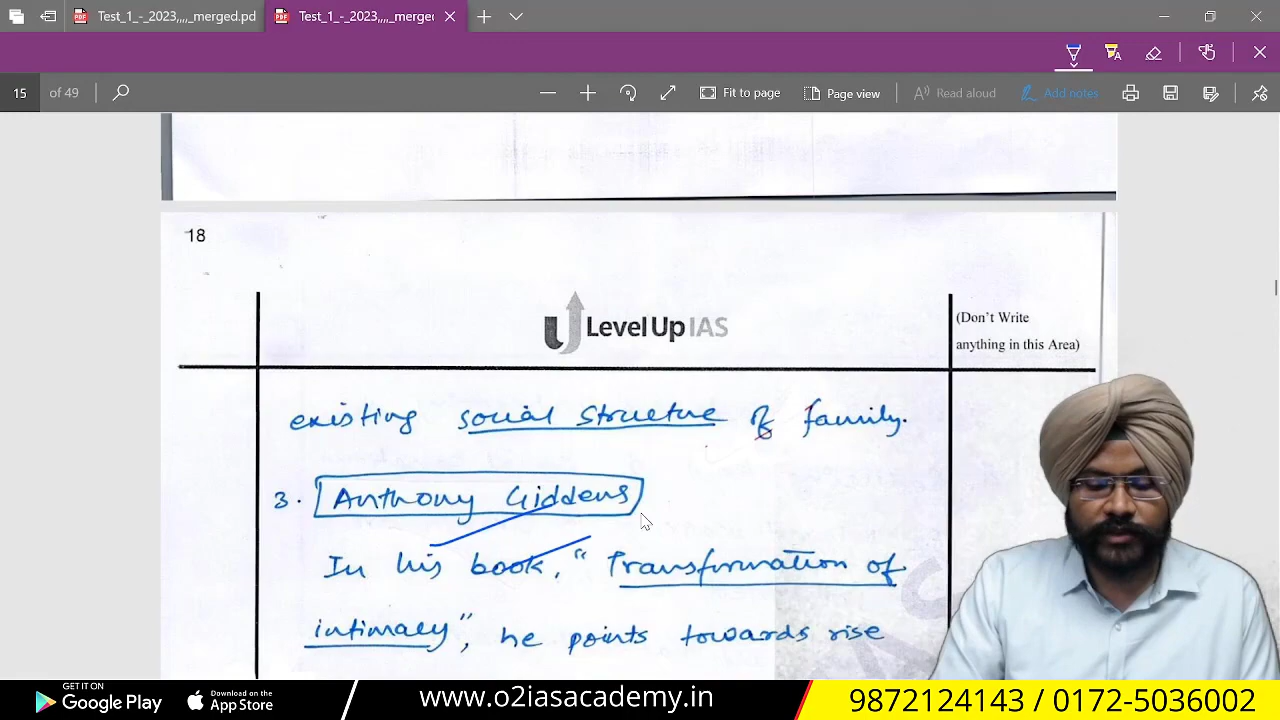 Test_1_-_2023,,,,_merged.pd
Test_1_-_2023,,,,_merge
15 of 49
Fit to page
Page view
Read aloud
Add notes
18
LevelUp IAS
(Don't Write
anything in this Area)
existing social structure of family.
3. Anthony Giddens
In his book, "Transformation of
intimacy", he points towards rise
GET IT ON
Google Play
Download on the
App Store
www.o2iasacademy.in
9872124143 / 0172-5036002